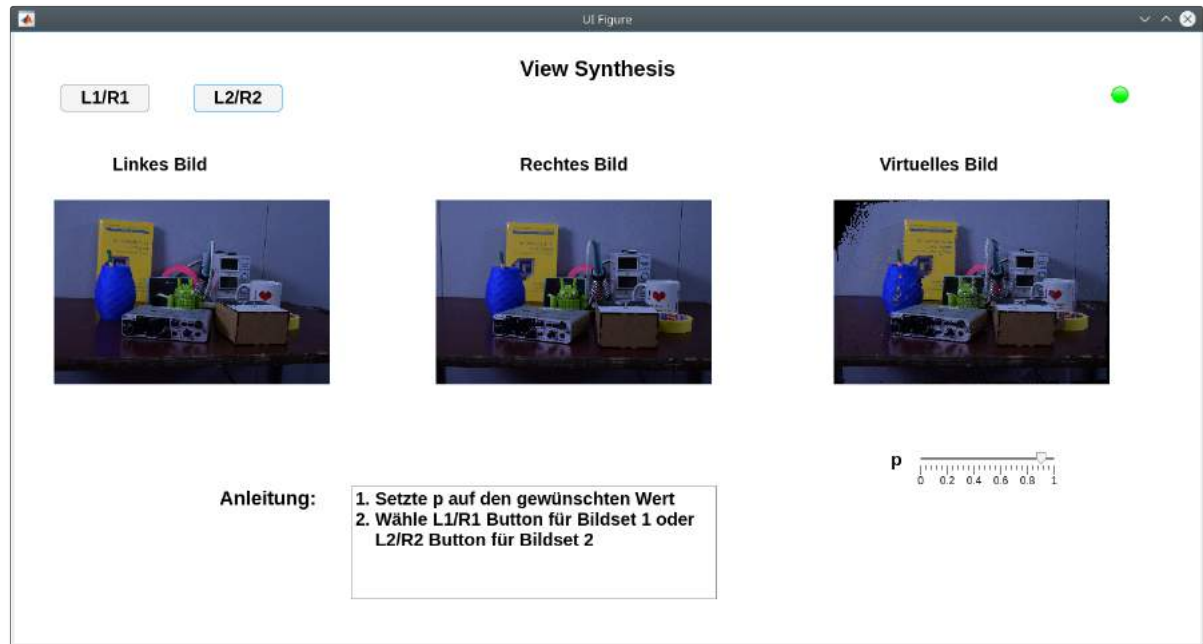 UI Figure
View Synthesis
L1/R1
L2/R2
Linkes Bild
Rechtes Bild
Virtuelles Bild
p
0 0.2 0.4 0.6 0.8 1
Anleitung:
1. Setzte p auf den gewünschten Wert
2. Wähle L1/R1 Button für Bildset 1 oder
L2/R2 Button für Bildset 2